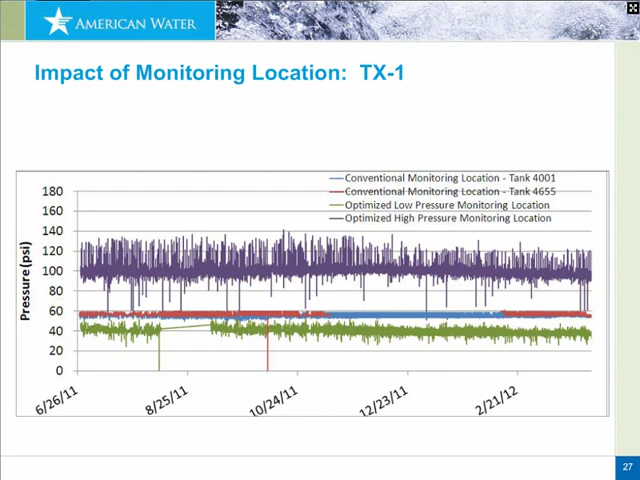 AMERICAN WATER
Impact of Monitoring Location:  TX-1
Conventional Monitoring Location - Tank 4001
Conventional Monitoring Location - Tank 4655
Optimized Low Pressure Monitoring Location
Optimized High Pressure Monitoring Location
Pressure(psi)
180
160
140
120
100
80
60
40
20
0
6/26/11
8/25/11
10/24/11
12/23/11
2/21/12
27